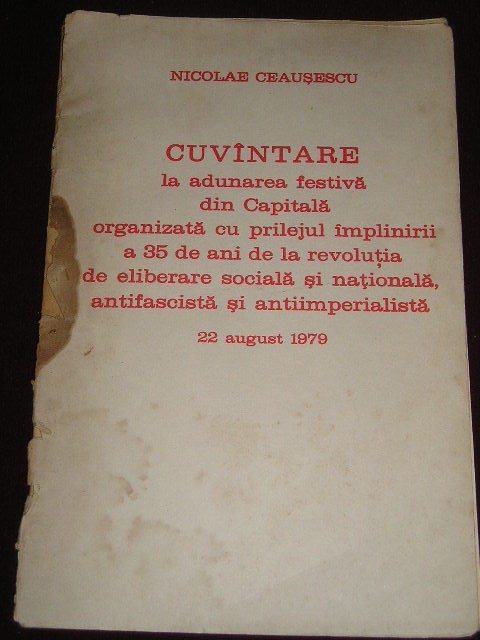 NICOLAE CEAUŞESCU
CUVÎNTARE
la adunarea festivă
din Capitală
organizată cu prilejul împlinirii
a 35 de ani de la revoluţia
de eliberare socială şi naţională,
antifascistă şi antiimperialistă
22 august 1979